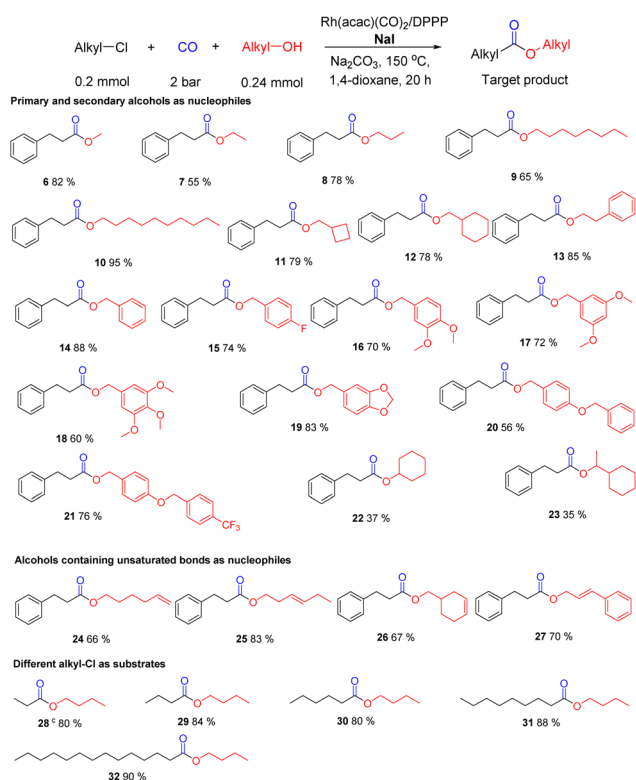 Alkyl—Cl + CO + Alkyl—OH
Rh(acac)(CO)2/DPPP
NaI
Na2CO3, 150 °C,
1,4-dioxane, 20 h
O
Alkyl O Alkyl
0.2 mmol 2 bar 0.24 mmol Target product
Primary and secondary alcohols as nucleophiles
O O O O
O O O O
6 82 % 7 55 % 8 78 % 9 65 %
O O O O
O O O O
10 95 % 11 79 % 12 78 % 13 85 %
O O O O
O O O O
F O O O O
14 88 % 15 74 % 16 70 % 17 72 %
O O O
O O O
O O O O O O
18 60 % 19 83 % 20 56 %
O O O
O O O
O CF3
21 76 % 22 37 % 23 35 %
Alcohols containing unsaturated bonds as nucleophiles
O O O O
O O O O
24 66 % 25 83 % 26 67 % 27 70 %
Different alkyl-Cl as substrates
O O O O
O O O O
28 c 80 % 29 84 % 30 80 % 31 88 %
O
O
32 90 %